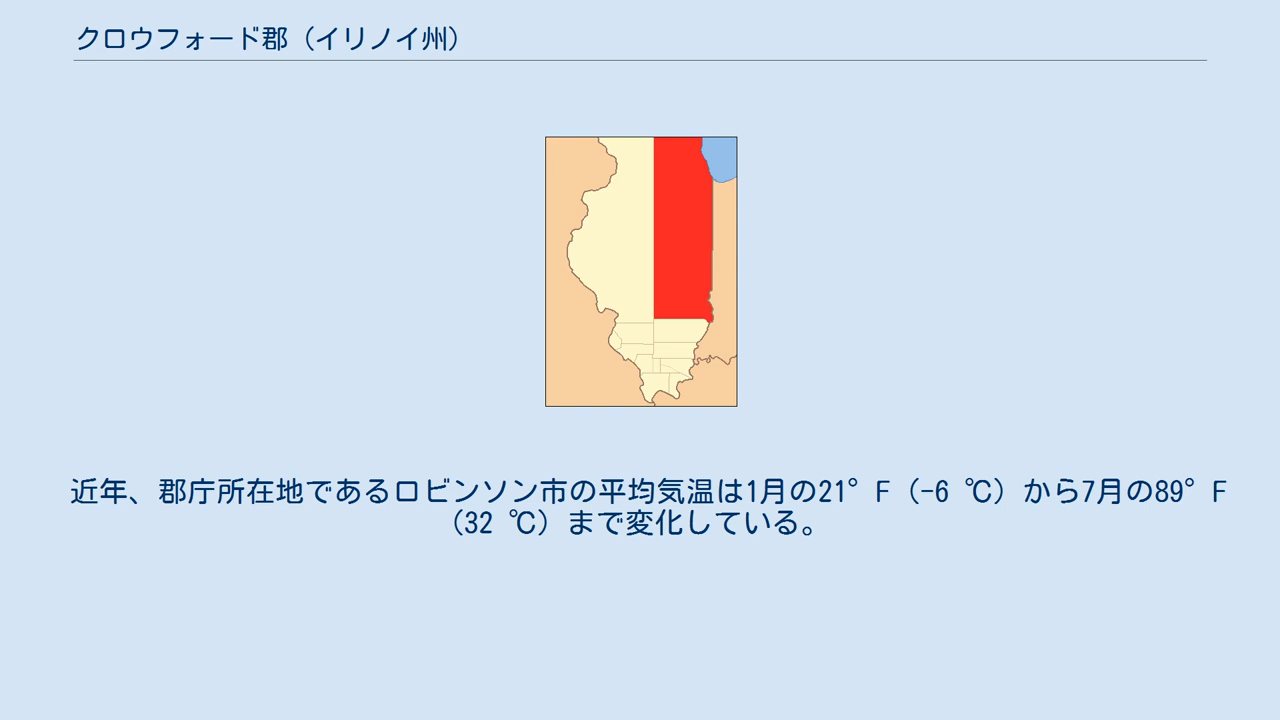 クロウフォード郡（イリノイ州）
近年、郡庁所在地であるロビンソン市の平均気温は1月の21° F（-6 ℃）から7月の89° F
（32 ℃）まで変化している。